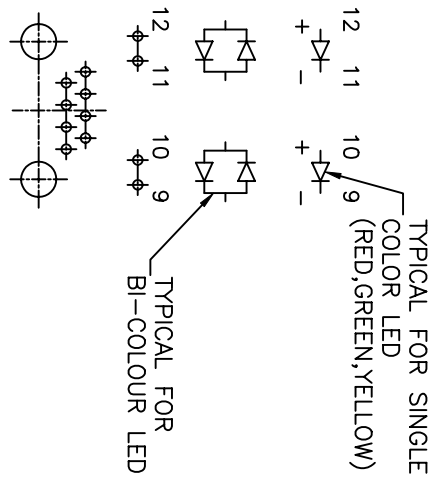 TYPICAL FOR SINGLE
COLOR LED
(RED,GREEN,YELLOW)
12 11 10 9
+ − + −
12 11 10 9
TYPICAL FOR
BI-COLOUR LED